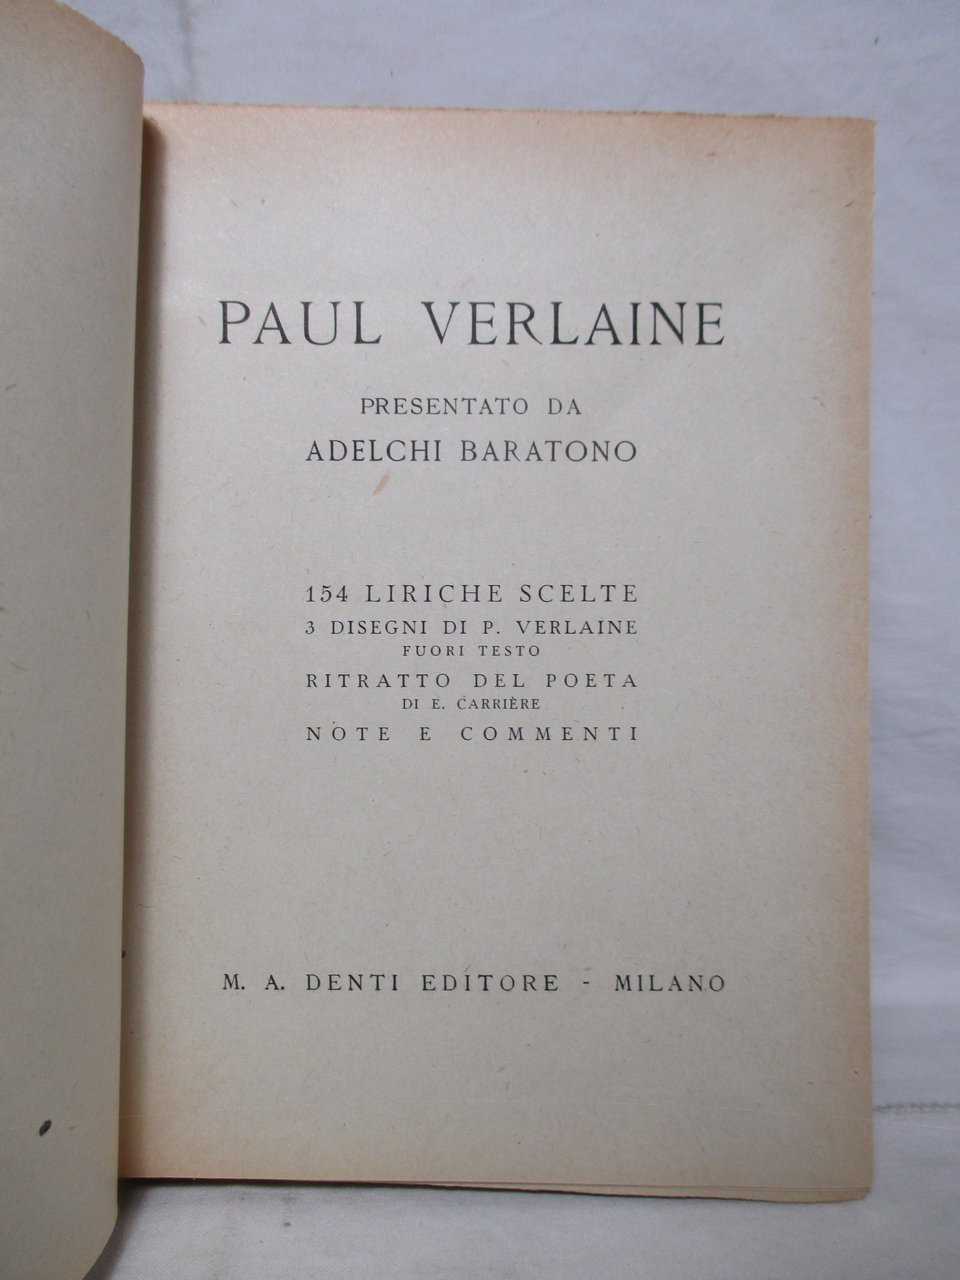 PAUL VERLAINE
PRESENTATO DA
ADELCHI BARATONO
154 LIRICHE SCELTE
3 DISEGNI DI P. VERLAINE
FUORI TESTO
RITRATTO DEL POETA
DI E. CARRIÈRE
NOTE E COMMENTI
M. A. DENTI EDITORE - MILANO